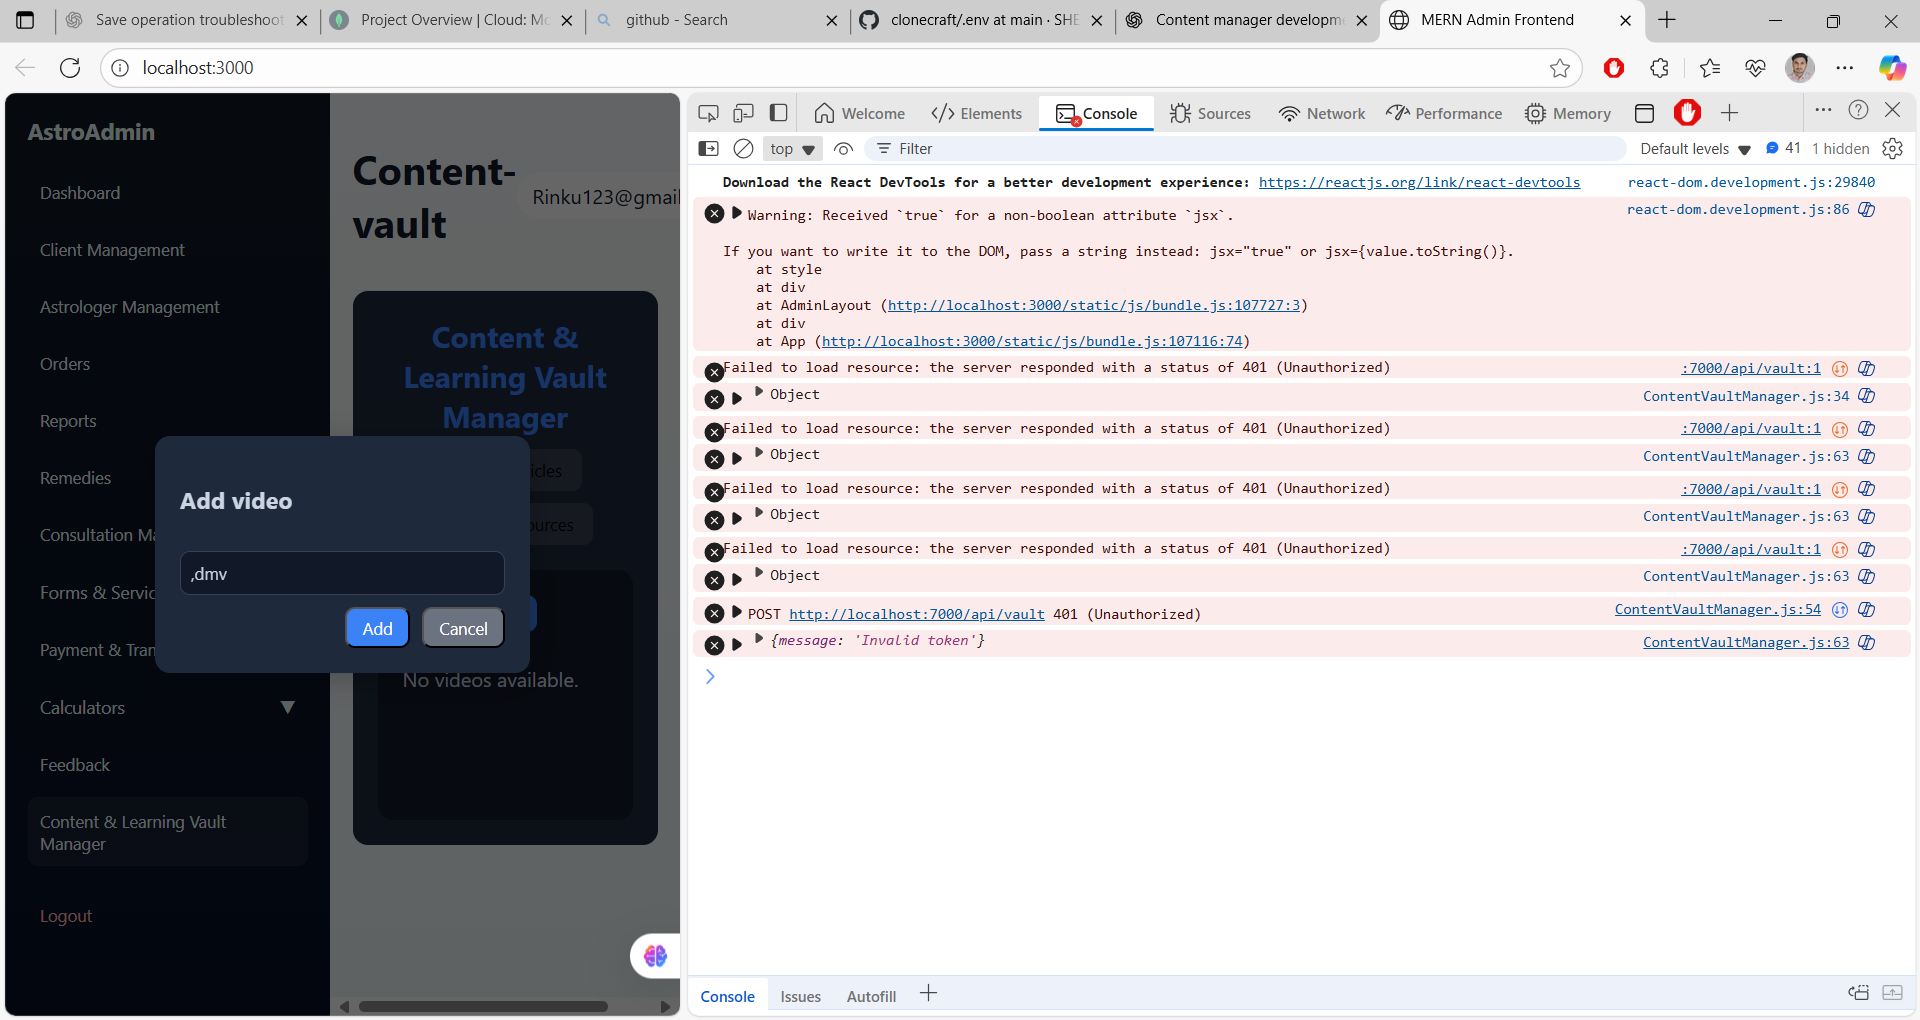 Save operation troubleshoot
Project Overview | Cloud: Mo
github - Search
clonecraft/.env at main · SHE
Content manager developme
MERN Admin Frontend
localhost:3000
AstroAdmin
Dashboard
Client Management
Astrologer Management
Orders
Reports
Remedies
Consultation Ma
Forms & Servic
Payment & Tran
Calculators
Feedback
Content & Learning Vault
Manager
Logout
Content-
vault
Rinku123@gmail
Content &
Learning Vault
Manager
icles
ources
No videos available.
Add video
,dmv
Add
Cancel
Welcome
Elements
Console
Sources
Network
Performance
Memory
top
Filter
Default levels
41
1 hidden
Download the React DevTools for a better development experience: https://reactjs.org/link/react-devtools react-dom.development.js:29840
Warning: Received `true` for a non-boolean attribute `jsx`. react-dom.development.js:86
If you want to write it to the DOM, pass a string instead: jsx="true" or jsx={value.toString()}.
at style
at div
at AdminLayout (http://localhost:3000/static/js/bundle.js:107727:3)
at div
at App (http://localhost:3000/static/js/bundle.js:107116:74)
Failed to load resource: the server responded with a status of 401 (Unauthorized) :7000/api/vault:1
Object ContentVaultManager.js:34
Failed to load resource: the server responded with a status of 401 (Unauthorized) :7000/api/vault:1
Object ContentVaultManager.js:63
Failed to load resource: the server responded with a status of 401 (Unauthorized) :7000/api/vault:1
Object ContentVaultManager.js:63
Failed to load resource: the server responded with a status of 401 (Unauthorized) :7000/api/vault:1
Object ContentVaultManager.js:63
POST http://localhost:7000/api/vault 401 (Unauthorized) ContentVaultManager.js:54
{message: 'Invalid token'} ContentVaultManager.js:63
Console
Issues
Autofill